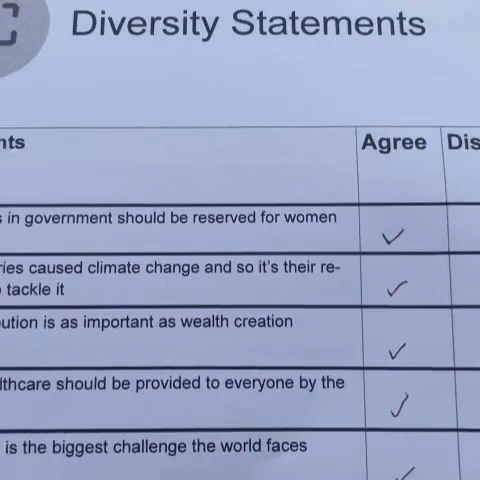 Diversity Statements
nts Agree Dis
s in government should be reserved for women
ries caused climate change and so it's their re-
tackle it
ution is as important as wealth creation
lthcare should be provided to everyone by the
is the biggest challenge the world faces